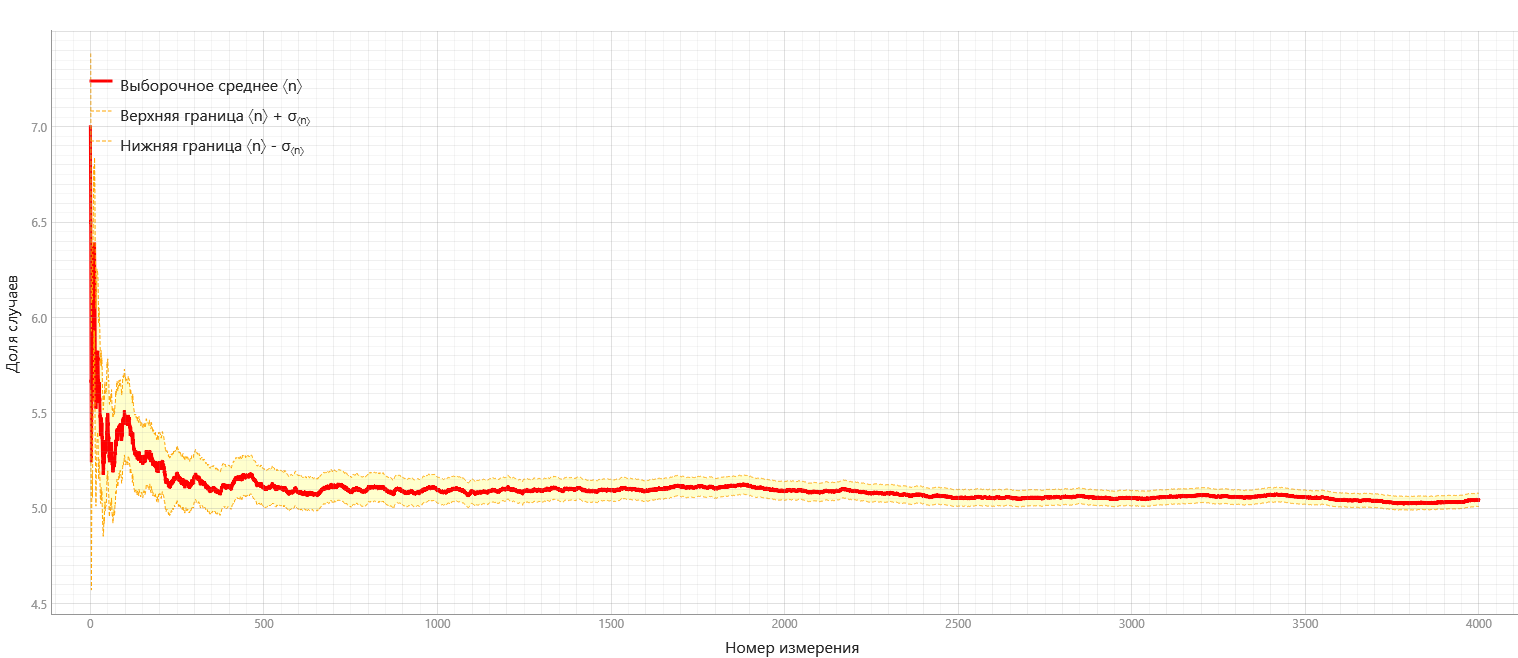 Выборочное среднее ⟨n⟩
Верхняя граница ⟨n⟩ + σ⟨n⟩
Нижняя граница ⟨n⟩ - σ⟨n⟩
Доля случаев
7.0
6.5
6.0
5.5
5.0
4.5
0 500 1000 1500 2000 2500 3000 3500 4000
Номер измерения